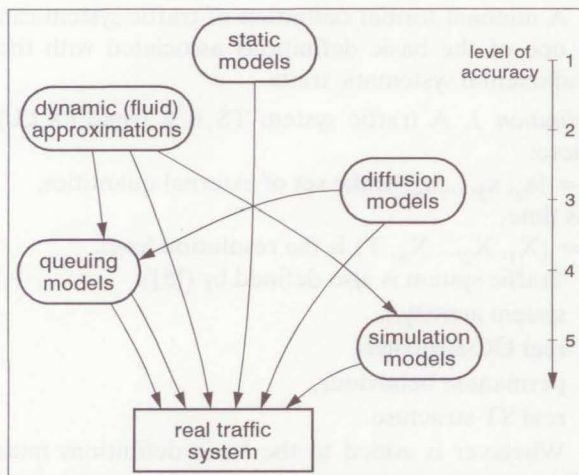 static
models
level of
accuracy
1
dynamic (fluid)
approximations
2
diffusion
models
3
queuing
models
4
simulation
models
5
real traffic
system